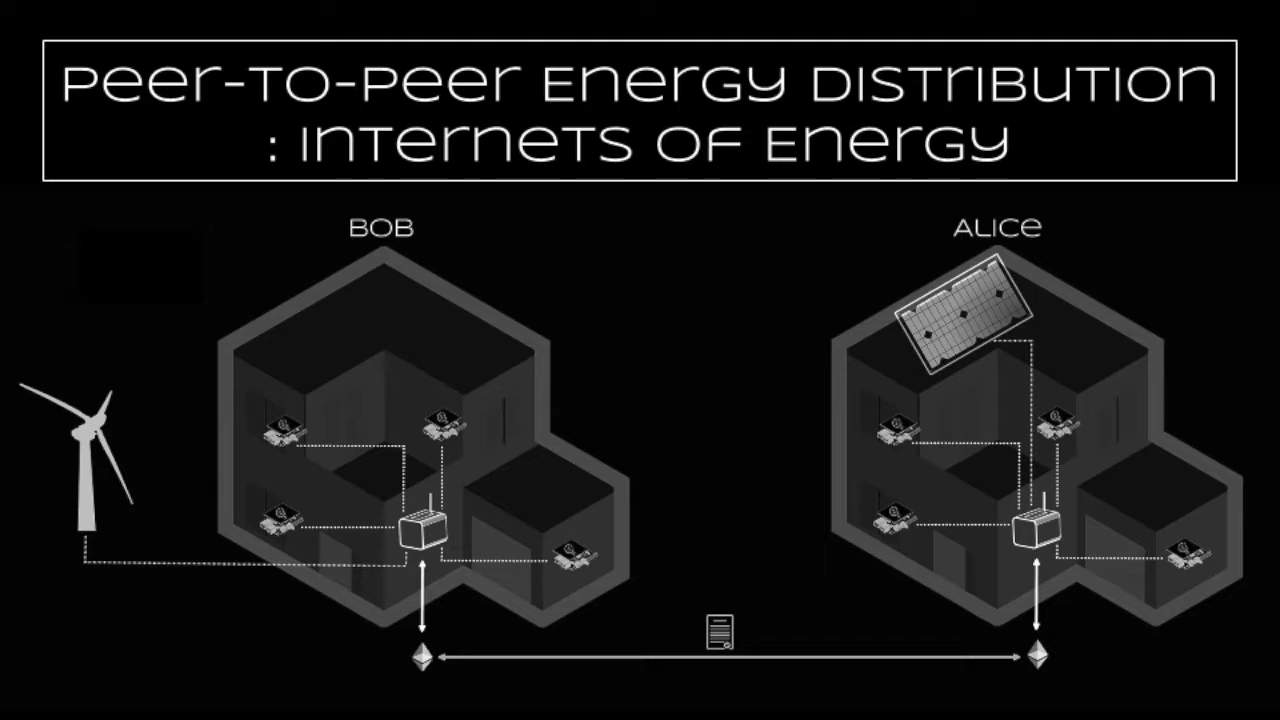 Peer-to-Peer Energy Distribution
: Internets of Energy
BOB
ALICE